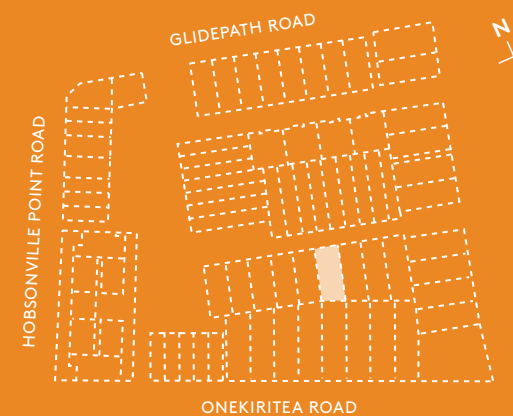 GLIDEPATH ROAD
N
HOBSONVILLE POINT ROAD
ONEKIRITEA ROAD